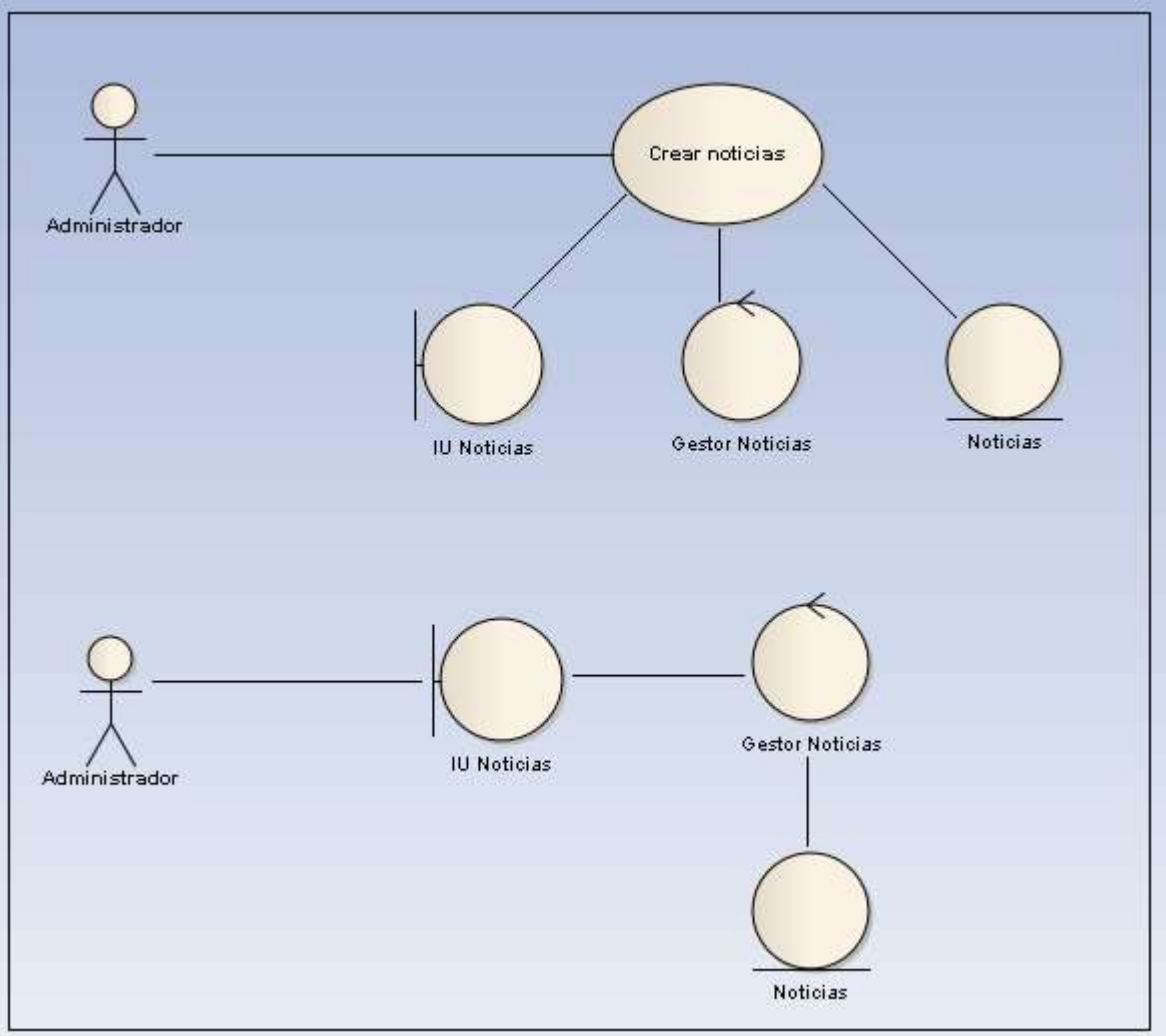 Crear noticias
Administrador
IU Noticias
Gestor Noticias
Noticias
Administrador
IU Noticias
Gestor Noticias
Noticias